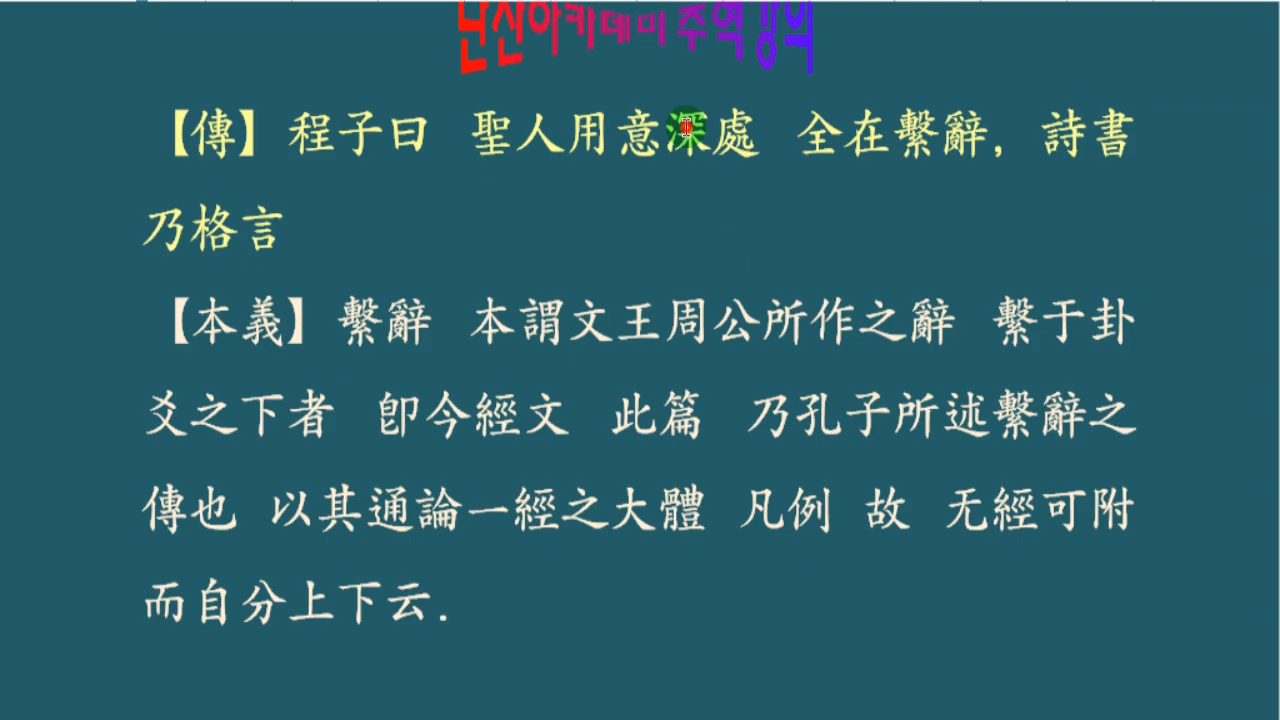 난산아카데미 주역 강의
【傳】程子曰 聖人用意深處 全在繫辭, 詩書
乃格言
【本義】繫辭 本謂文王周公所作之辭 繫于卦
爻之下者 卽今經文 此篇 乃孔子所述繫辭之
傳也 以其通論一經之大體 凡例 故 无經可附
而自分上下云.